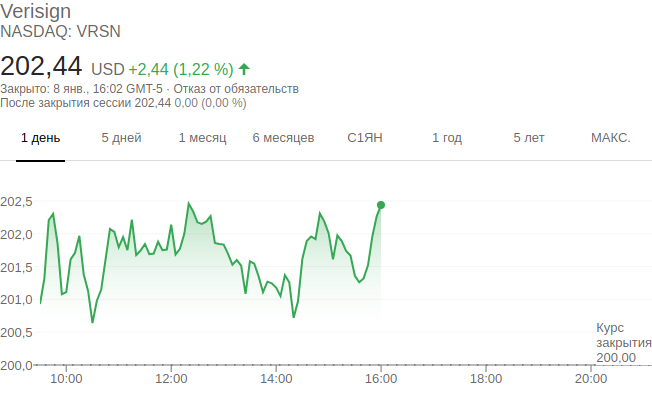 Verisign
NASDAQ: VRSN
202,44 USD +2,44 (1,22 %)
Закрыто: 8 янв., 16:02 GMT-5 · Отказ от обязательств
После закрытия сессии 202,44 0,00 (0,00 %)
1 день 5 дней 1 месяц 6 месяцев С1ЯН 1 год 5 лет МАКС.
202,5
202,0
201,5
201,0
200,5
Курс
закрытия
200,00
200,0
10:00 12:00 14:00 16:00 18:00 20:00